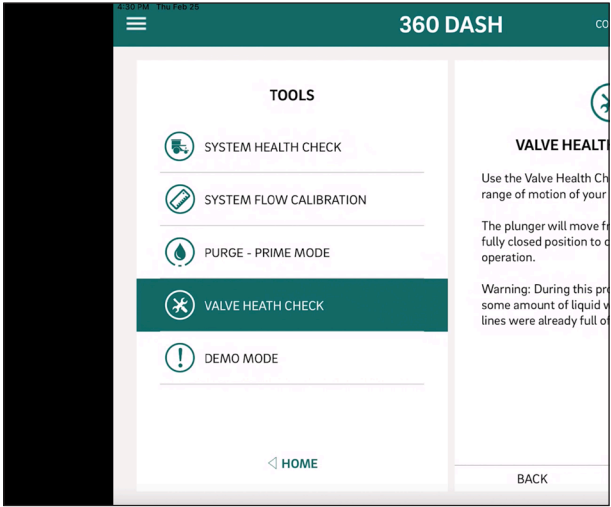 4:30 PM Thu Feb 25
360 DASH
CO
TOOLS
SYSTEM HEALTH CHECK
SYSTEM FLOW CALIBRATION
PURGE - PRIME MODE
VALVE HEATH CHECK
DEMO MODE
HOME
VALVE HEALTH
Use the Valve Health Ch
range of motion of your
The plunger will move fr
fully closed position to
operation.
Warning: During this pro
some amount of liquid w
lines were already full of
BACK